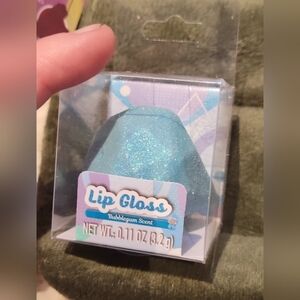 Lip Gloss
Bubblegum Scent
NET WT. 0.11 OZ (3.2g)